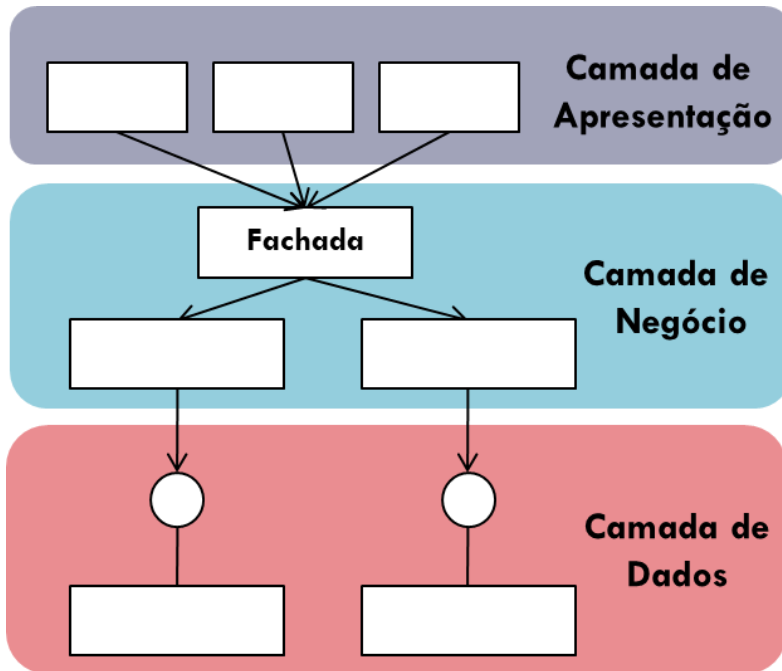 Camada de
Apresentação
Fachada
Camada de
Negócio
Camada de
Dados